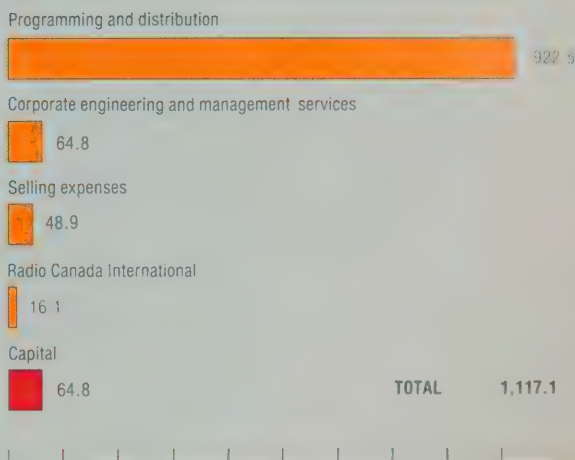 Programming and distribution
922 5
Corporate engineering and management services
64.8
Selling expenses
48.9
Radio Canada International
16 1
Capital
64.8
TOTAL 1,117.1